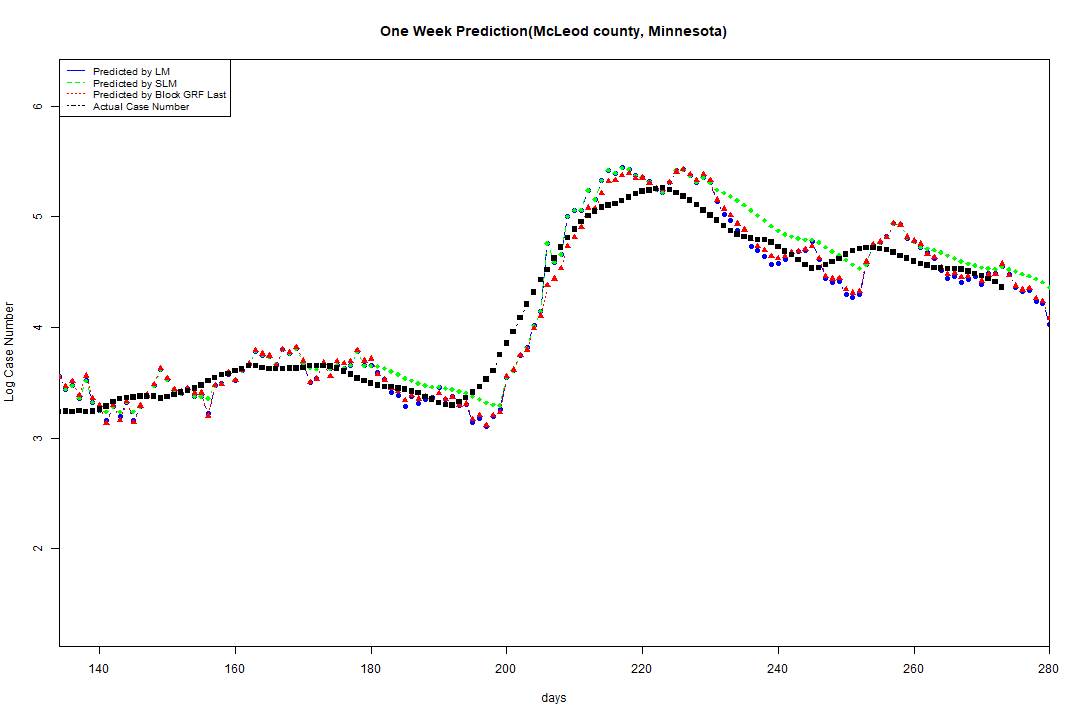 One Week Prediction(McLeod county, Minnesota)
Predicted by LM
Predicted by SLM
Predicted by Block GRF Last
Actual Case Number
6
5
4
3
2
Log Case Number
140 160 180 200 220 240 260 280
days